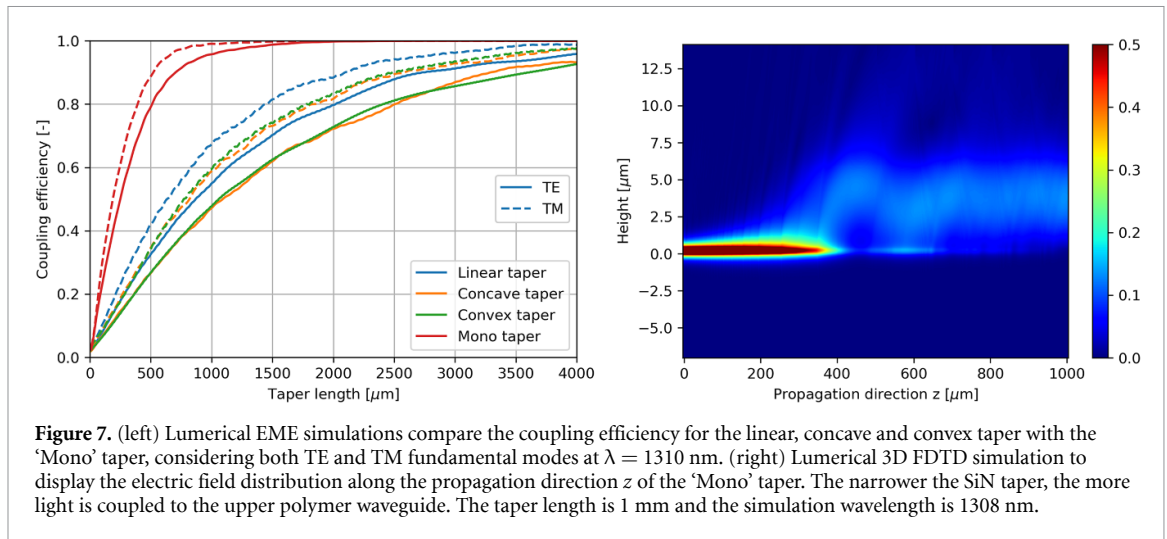 1.0
0.8
0.6
0.4
0.2
0.0
Coupling efficiency [-]
TE
TM
Linear taper
Concave taper
Convex taper
Mono taper
0 500 1000 1500 2000 2500 3000 3500 4000
Taper length [μm]
12.5
10.0
7.5
5.0
2.5
0.0
−2.5
−5.0
Height [μm]
0 200 400 600 800 1000
Propagation direction z [μm]
0.5
0.4
0.3
0.2
0.1
0.0
Figure 7. (left) Lumerical EME simulations compare the coupling efficiency for the linear, concave and convex taper with the
‘Mono’ taper, considering both TE and TM fundamental modes at λ = 1310 nm. (right) Lumerical 3D FDTD simulation to
display the electric field distribution along the propagation direction z of the ‘Mono’ taper. The narrower the SiN taper, the more
light is coupled to the upper polymer waveguide. The taper length is 1 mm and the simulation wavelength is 1308 nm.